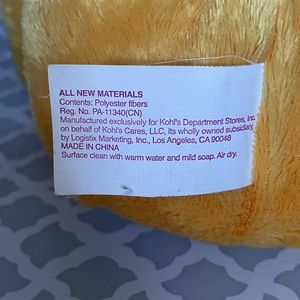 ALL NEW MATERIALS
Contents: Polyester fibers
Reg. No. PA-11340(CN)
Manufactured exclusively for Kohl's Department Stores, Inc.
on behalf of Kohl's Cares, LLC, its wholly owned subsidiary
by Logistix Marketing, Inc., Los Angeles, CA 90048
MADE IN CHINA
Surface clean with warm water and mild soap. Air dry.